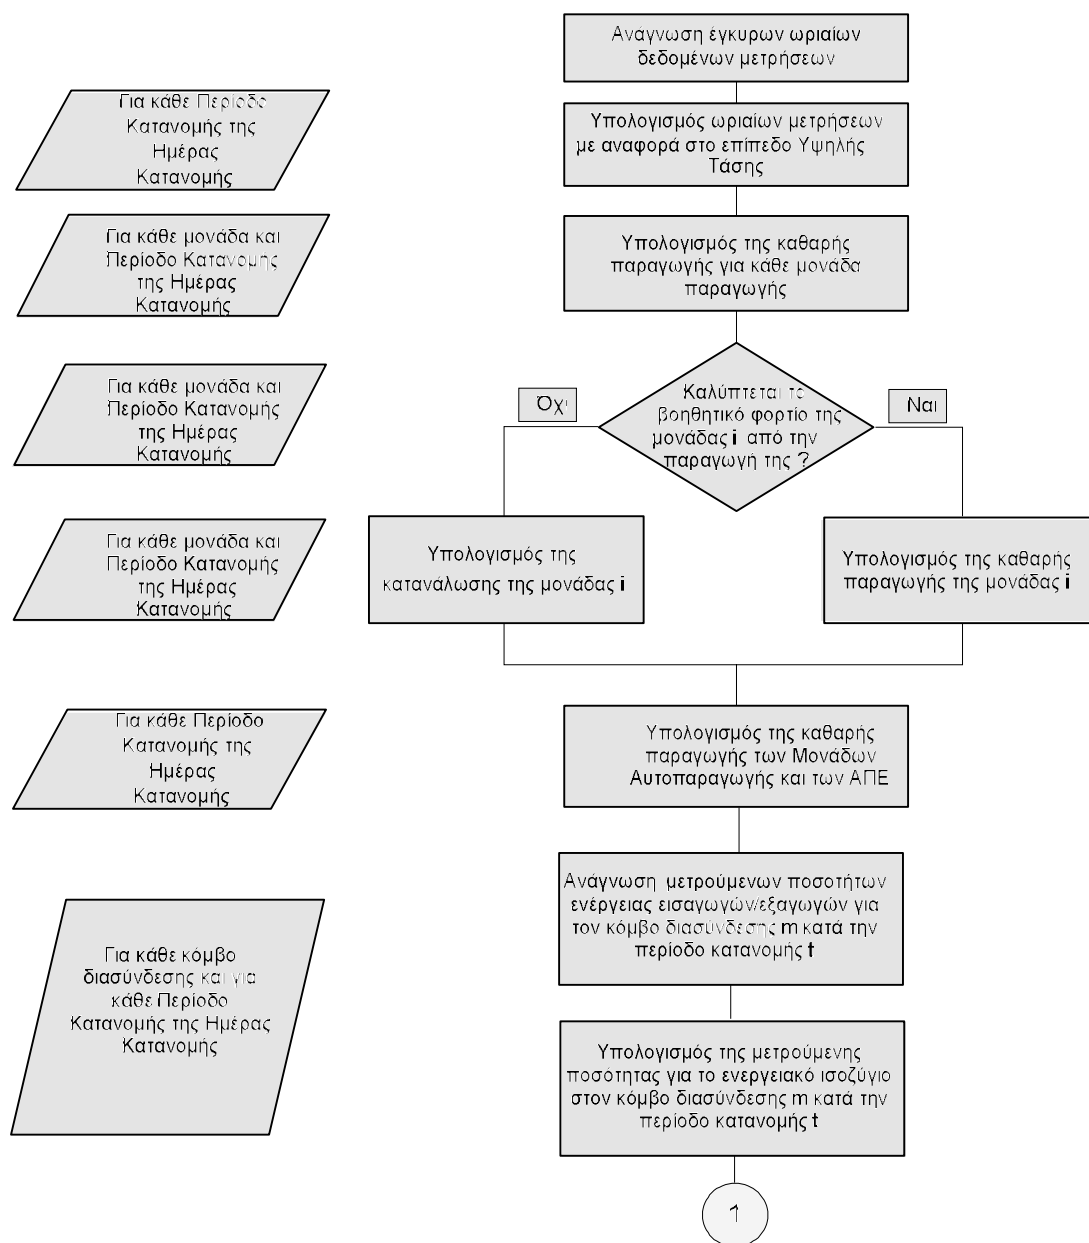 Ανάγνωση έγκυρων ωριαίων
δεδομένων μετρήσεων
Για κάθε Περίοδο
Κατανομής της
Ημέρας
Κατανομής
Υπολογισμός ωριαίων μετρήσεων
με αναφορά στο επίπεδο Υψηλής
Τάσης
Για κάθε μονάδα και
Περίοδο Κατανομής
της Ημέρας
Κατανομής
Υπολογισμός της καθαρής
παραγωγής για κάθε μονάδα
παραγωγής
Για κάθε μονάδα και
Περίοδο Κατανομής
της Ημέρας
Κατανομής
Καλύπτεται το
βοηθητικό φορτίο της
μονάδας i από την
παραγωγή της ?
Όχι
Ναι
Για κάθε μονάδα και
Περίοδο Κατανομής
της Ημέρας
Κατανομής
Υπολογισμός της
κατανάλωσης της μονάδας i
Υπολογισμός της καθαρής
παραγωγής της μονάδας i
Για κάθε Περίοδο
Κατανομής της
Ημέρας
Κατανομής
Υπολογισμός της καθαρής
παραγωγής των Μονάδων
Αυτοπαραγωγής και των ΑΠΕ
Ανάγνωση μετρούμενων ποσοτήτων
ενέργειας εισαγωγών/εξαγωγών για
τον κόμβο διασύνδεσης m κατά την
περίοδο κατανομής t
Για κάθε κόμβο
διασύνδεσης και για
κάθε Περίοδο
Κατανομής της Ημέρας
Κατανομής
Υπολογισμός της μετρούμενης
ποσότητας για το ενεργειακό ισοζύγιο
στον κόμβο διασύνδεσης m κατά την
περίοδο κατανομής t
1